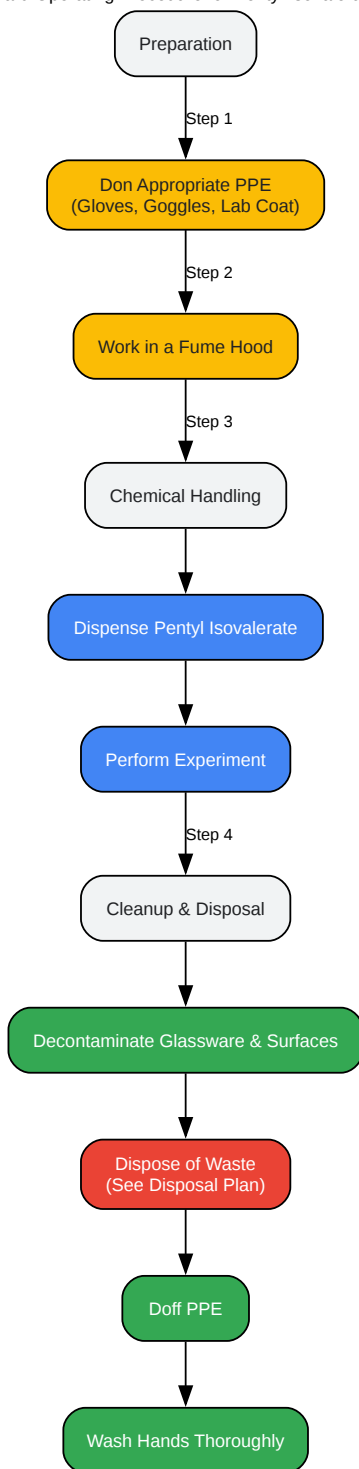 Preparation
Step 1
Don Appropriate PPE
(Gloves, Goggles, Lab Coat)
Step 2
Work in a Fume Hood
Step 3
Chemical Handling
Dispense Pentyl Isovalerate
Perform Experiment
Step 4
Cleanup & Disposal
Decontaminate Glassware & Surfaces
Dispose of Waste
(See Disposal Plan)
Doff PPE
Wash Hands Thoroughly